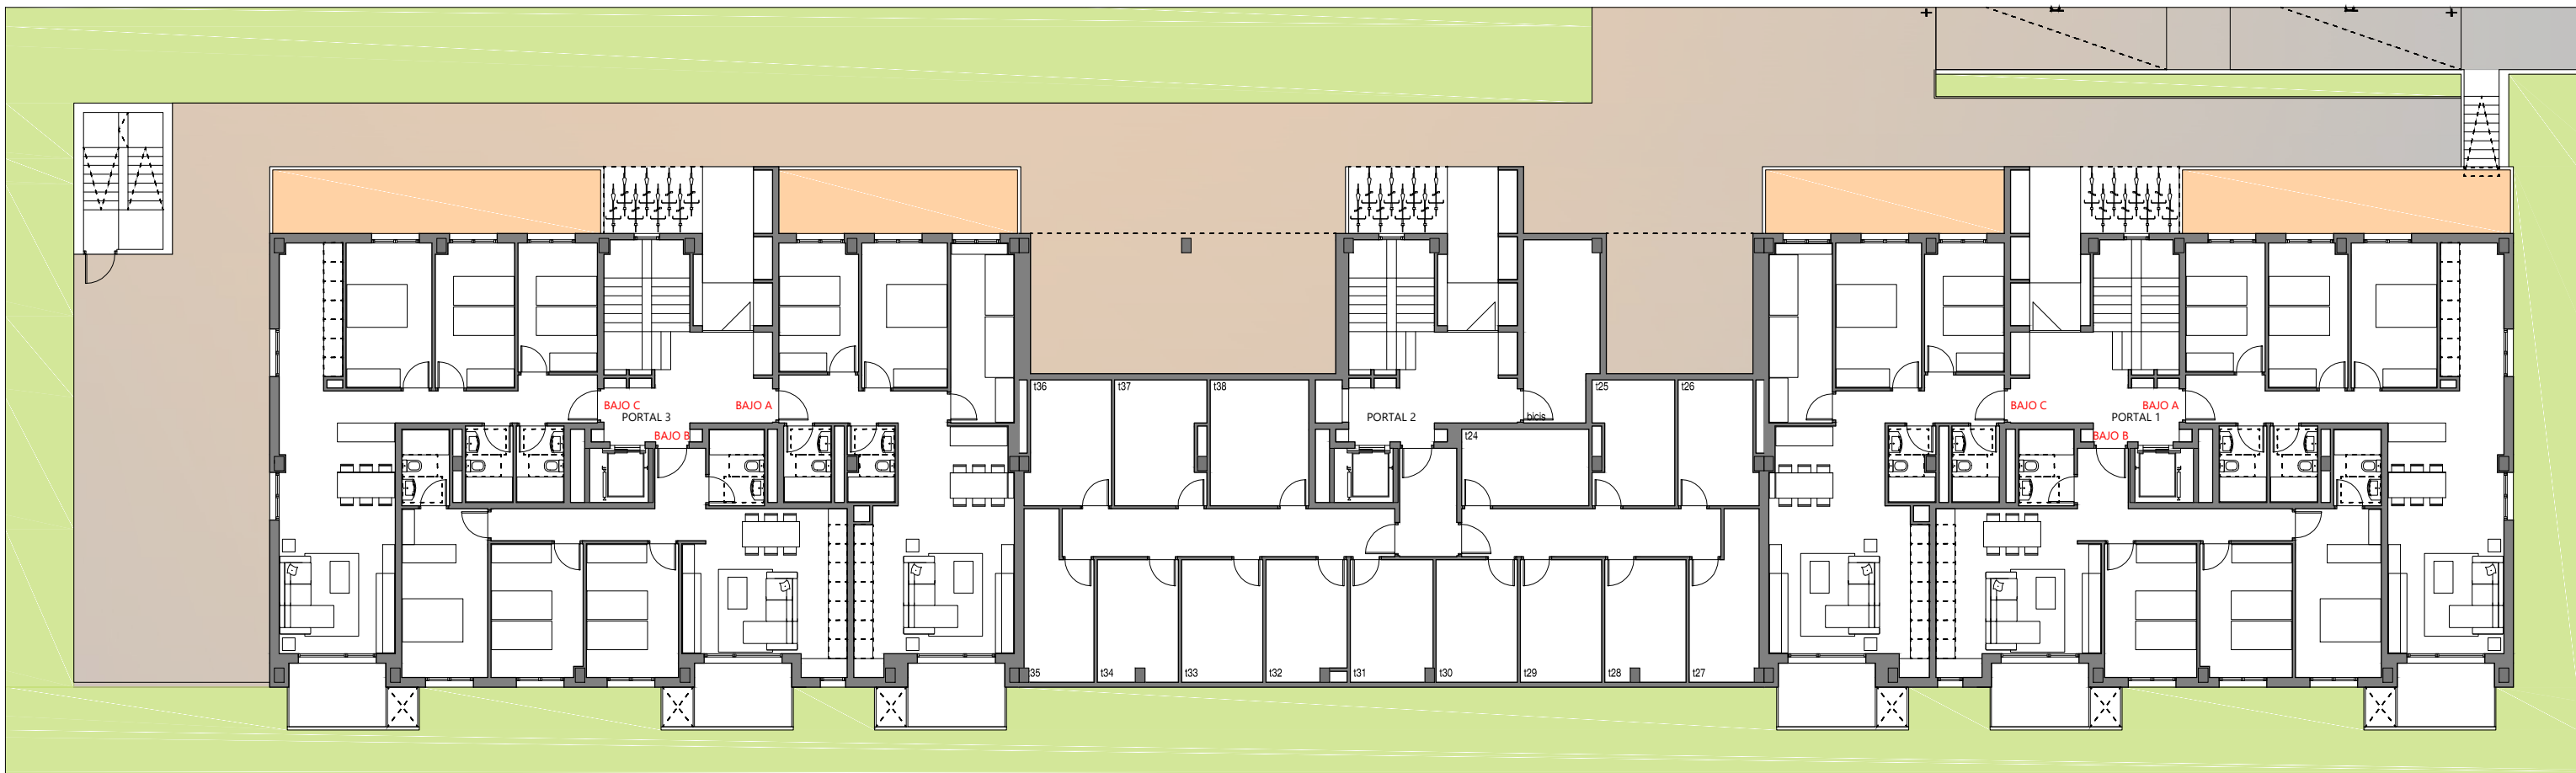 t36
t37
t38
t25
t26
BAJO C
BAJO A
PORTAL 3
BAJO B
PORTAL 2
bicis
t24
BAJO C
BAJO A
PORTAL 1
BAJO B
t35
t34
t33
t32
t31
t30
t29
t28
t27